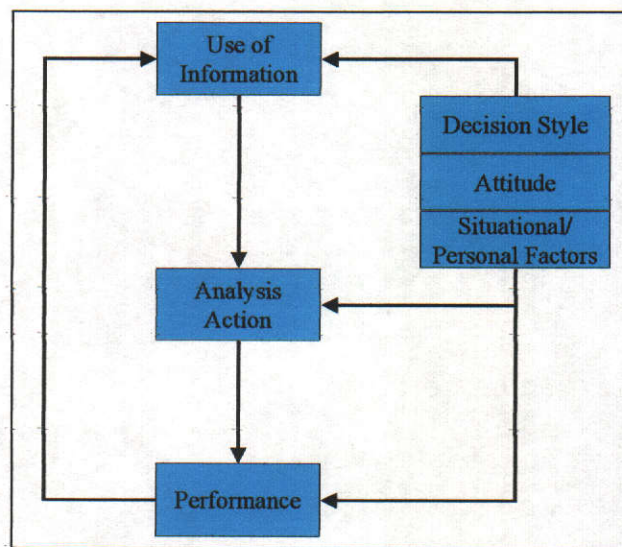 Use of
Information
Decision Style
Attitude
Situational/
Personal Factors
Analysis
Action
Performance